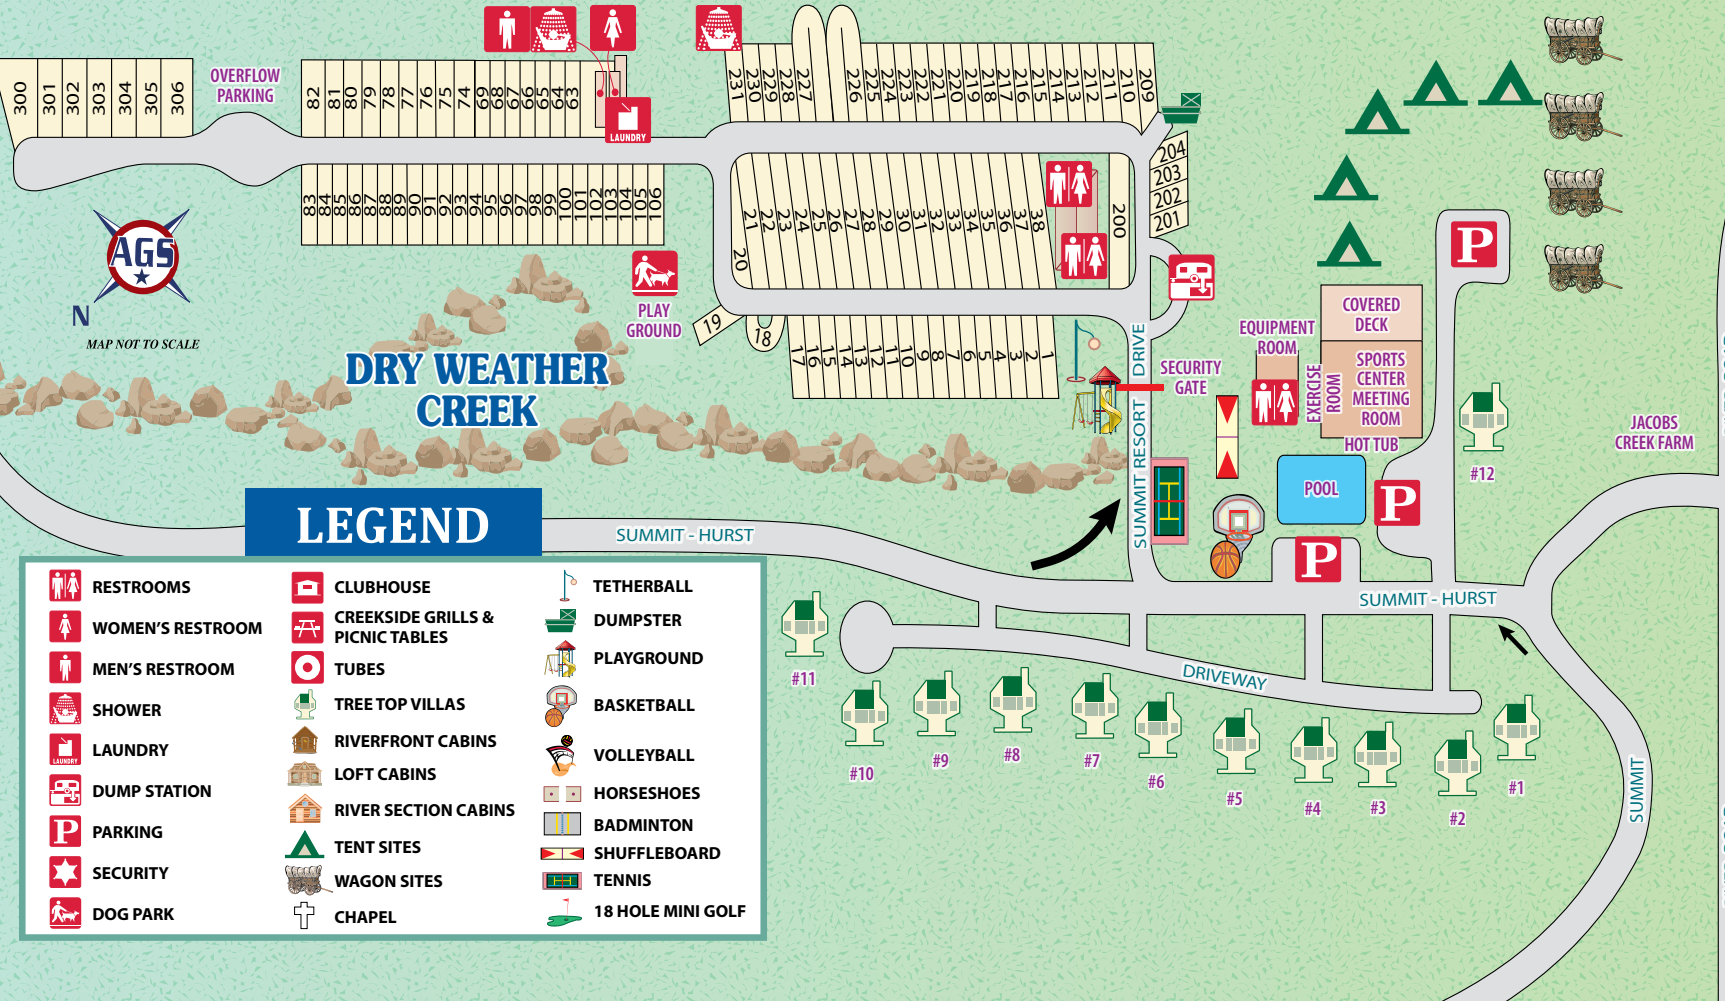 300 301 302 303 304 305 306
OVERFLOW
PARKING
82 81 80 79 78 77 76 75 74 69 68 67 66 65 64 63
LAUNDRY
231 230 229 228 227 226 225 224 223 222 221 220 219 218 217 216 215 214 213 212 211 210 209
204
203
202
201
83 84 85 86 87 88 89 90 91 92 93 94 95 96 97 98 99 100 101 102 103 104 105 106
20 21 22 23 24 25 26 27 28 29 30 31 32 33 34 35 36 37 38 200
AGS
N
MAP NOT TO SCALE
PLAY
GROUND
19
18
17 16 15 14 13 12 11 10 9 8 7 6 5 4 3 2 1
DRY WEATHER
CREEK
SUMMIT RESORT DRIVE
SECURITY
GATE
P
COVERED
DECK
EQUIPMENT
ROOM
EXERCISE
ROOM
SPORTS
CENTER
MEETING
ROOM
HOT TUB
POOL
P
P
#12
JACOBS
CREEK FARM
SUMMIT - HURST
SUMMIT - HURST
DRIVEWAY
SUMMIT
#11
#10
#9
#8
#7
#6
#5
#4
#3
#2
#1
LEGEND
RESTROOMS
WOMEN'S RESTROOM
MEN'S RESTROOM
SHOWER
LAUNDRY
LAUNDRY
DUMP STATION
P
PARKING
SECURITY
DOG PARK
CLUBHOUSE
CREEKSIDE GRILLS &
PICNIC TABLES
TUBES
TREE TOP VILLAS
RIVERFRONT CABINS
LOFT CABINS
RIVER SECTION CABINS
TENT SITES
WAGON SITES
CHAPEL
TETHERBALL
DUMPSTER
PLAYGROUND
BASKETBALL
VOLLEYBALL
HORSESHOES
BADMINTON
SHUFFLEBOARD
TENNIS
18 HOLE MINI GOLF